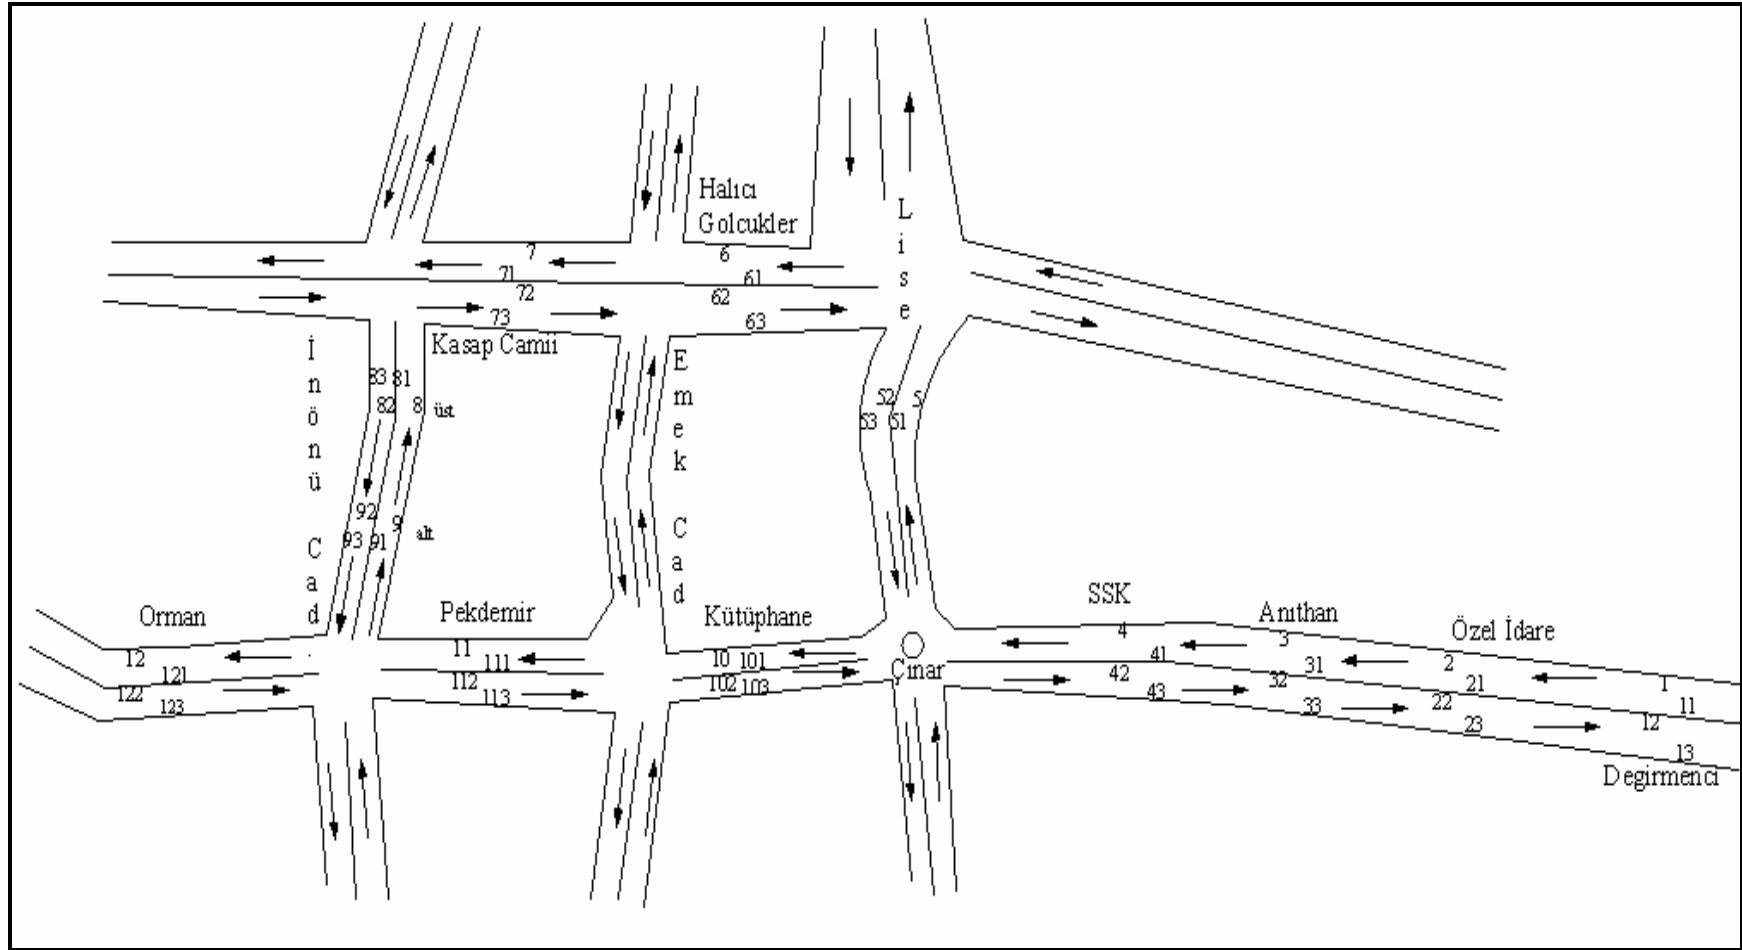 Halıcı
Golcukler
L
i
s
e
7
6
71
61
72
62
73
63
Kasap Camii
İ
n
ö
n
ü
C
a
d
E
m
e
k
C
a
d
83
81
82
8
üst
52
5
53
51
92
9
93
91
alt
Orman
Pekdemir
Kütüphane
SSK
Anıthan
Özel İdare
12
121
122
123
11
111
112
113
10
101
102
103
Çınar
4
41
42
43
3
31
32
33
2
21
22
23
1
11
12
13
Degirmenci